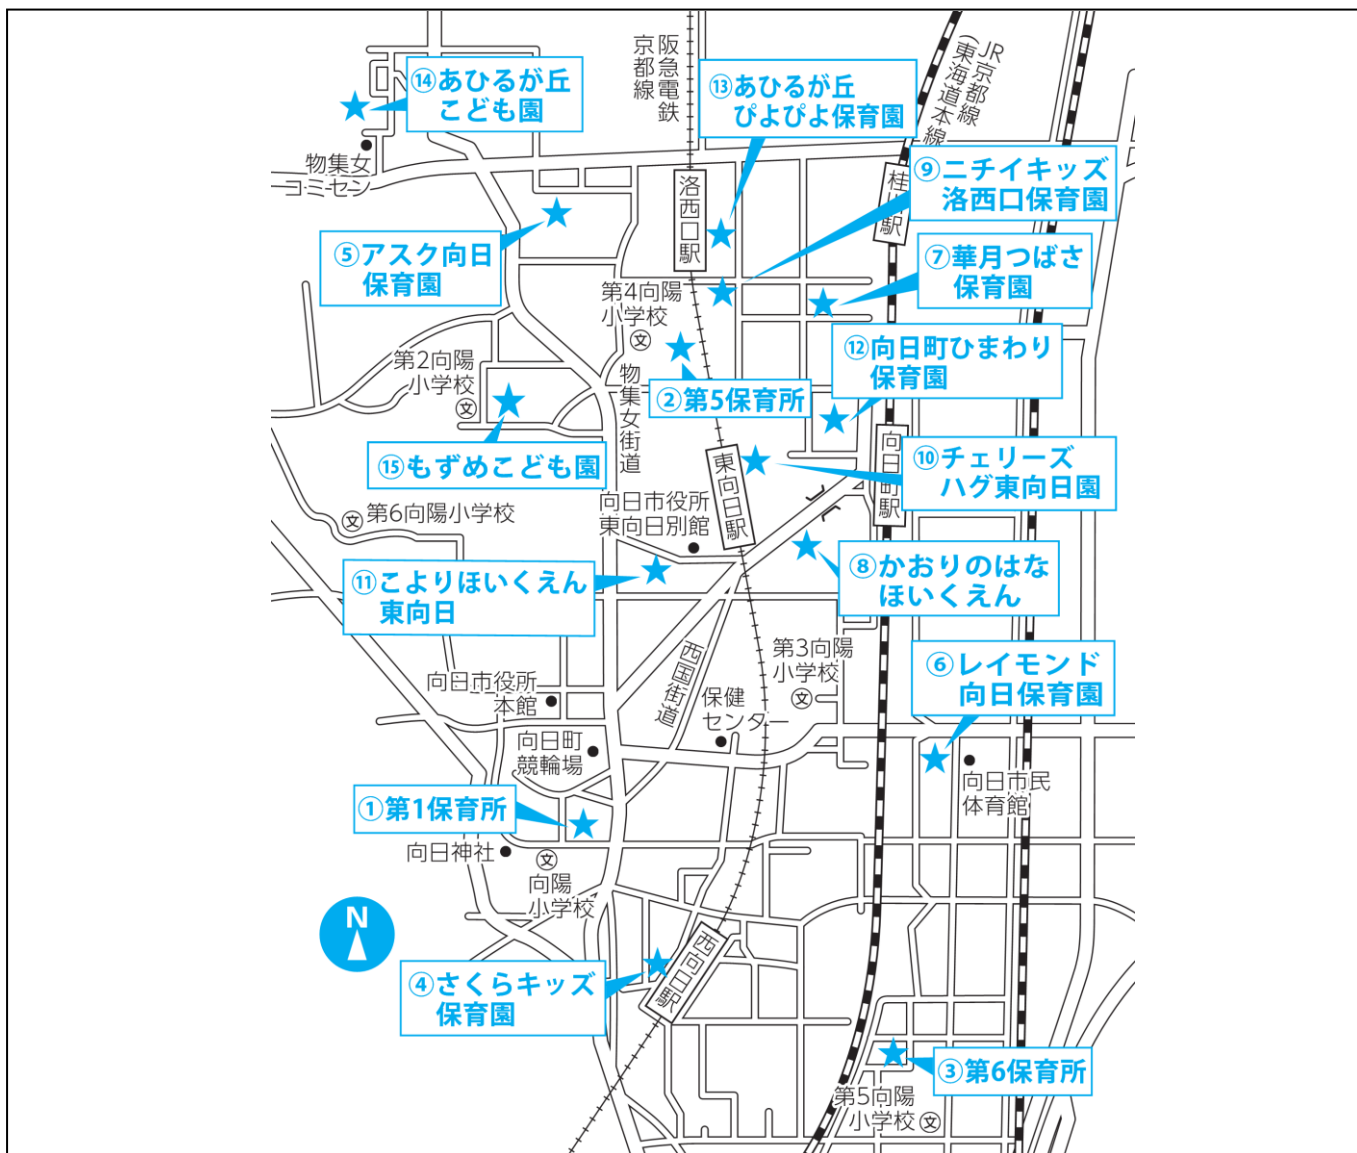 阪急電鉄
京都線
JR京都線
(東海道本線)
⑭あひるが丘
こども園
⑬あひるが丘
ぴよぴよ保育園
物集女
コミセン
⑨ニチイキッズ
洛西口保育園
桂川駅
洛西口駅
⑤アスク向日
保育園
⑦華月つばさ
保育園
第4向陽
小学校
文
⑫向日町ひまわり
保育園
第2向陽
小学校
文
物集女街道
②第5保育所
⑮もずめこども園
向日町駅
⑩チェリーズ
ハグ東向日園
東向日駅
向日市役所
東向日別館
文
第6向陽小学校
⑪こよりほいくえん
東向日
⑧かおりのはな
ほいくえん
西国街道
第3向陽
小学校
文
⑥レイモンド
向日保育園
向日市役所
本館
保健
センター
向日町
競輪場
向日市民
体育館
①第1保育所
向日神社
文
向陽
小学校
N
西向日駅
④さくらキッズ
保育園
③第6保育所
第5向陽
小学校
文